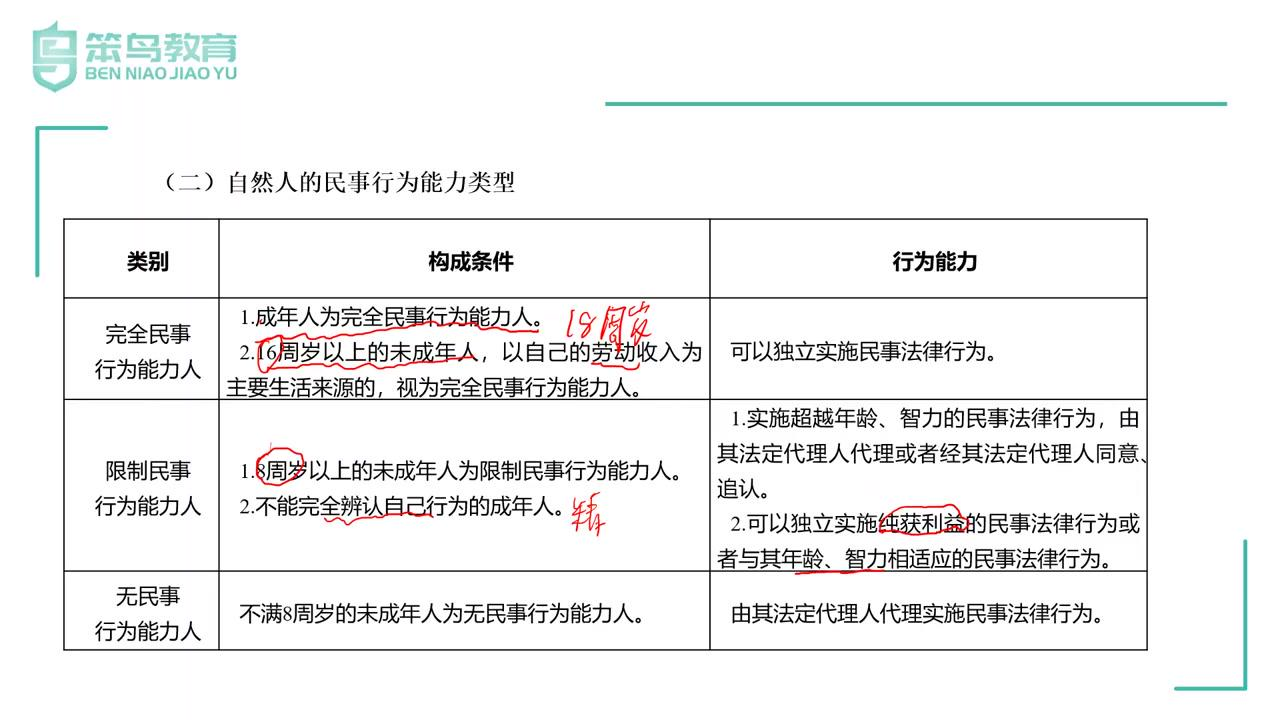 笨鸟教育
BEN NIAO JIAO YU
（二）自然人的民事行为能力类型
类别
构成条件
行为能力
完全民事
行为能力人
1.成年人为完全民事行为能力人。
18周岁
2.16周岁以上的未成年人，以自己的劳动收入为
主要生活来源的，视为完全民事行为能力人。
可以独立实施民事法律行为。
限制民事
行为能力人
1.8周岁以上的未成年人为限制民事行为能力人。
2.不能完全辨认自己行为的成年人。
1.实施超越年龄、智力的民事法律行为，由
其法定代理人代理或者经其法定代理人同意、
追认。
2.可以独立实施纯获利益的民事法律行为或
者与其年龄、智力相适应的民事法律行为。
无民事
行为能力人
不满8周岁的未成年人为无民事行为能力人。
由其法定代理人代理实施民事法律行为。